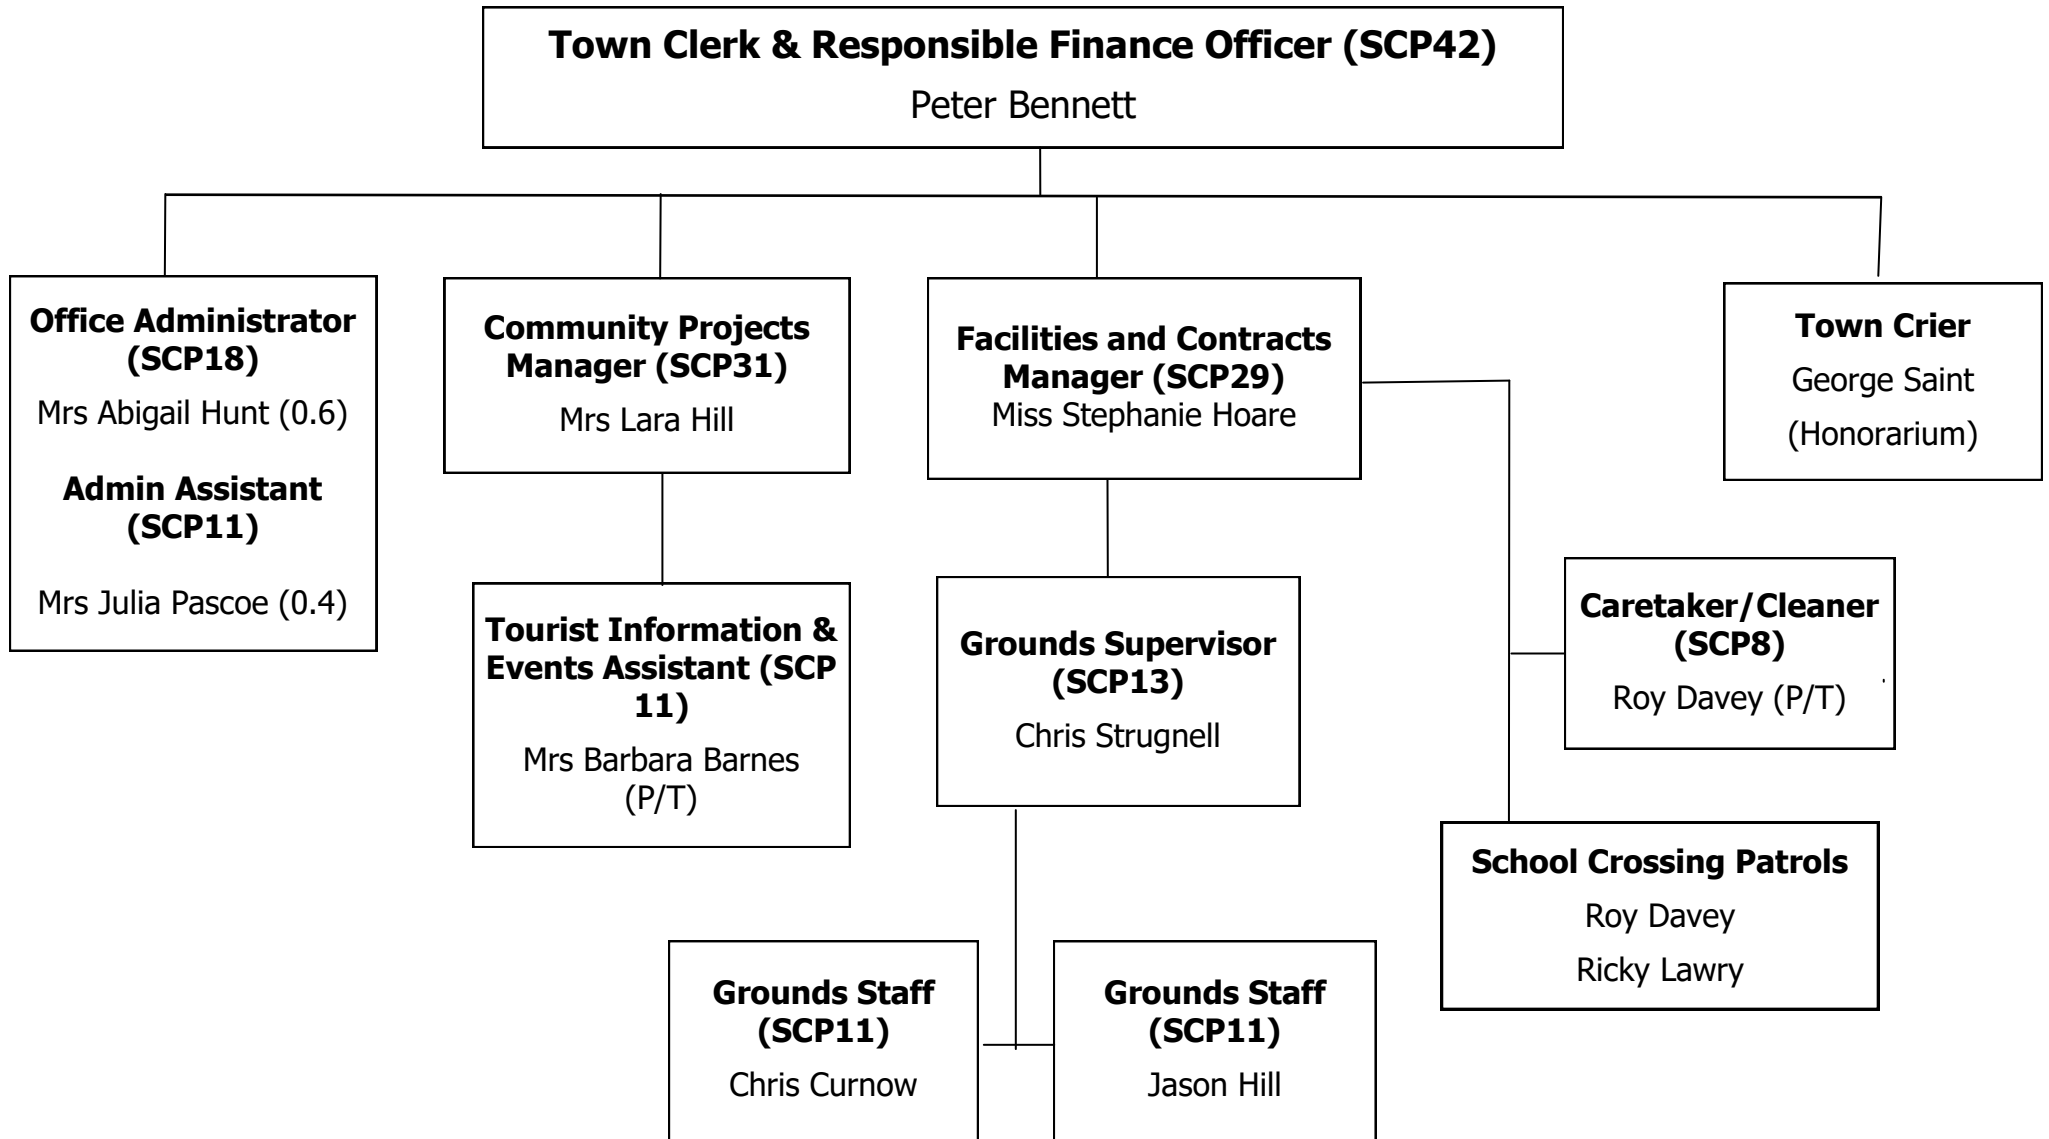 Town Clerk & Responsible Finance Officer (SCP42)
Peter Bennett
Office Administrator
(SCP18)
Mrs Abigail Hunt (0.6)
Admin Assistant
(SCP11)
Mrs Julia Pascoe (0.4)
Community Projects
Manager (SCP31)
Mrs Lara Hill
Facilities and Contracts
Manager (SCP29)
Miss Stephanie Hoare
Town Crier
George Saint
(Honorarium)
Tourist Information &
Events Assistant (SCP
11)
Mrs Barbara Barnes
(P/T)
Grounds Supervisor
(SCP13)
Chris Strugnell
Caretaker/Cleaner
(SCP8)
Roy Davey (P/T)
School Crossing Patrols
Roy Davey
Ricky Lawry
Grounds Staff
(SCP11)
Chris Curnow
Grounds Staff
(SCP11)
Jason Hill